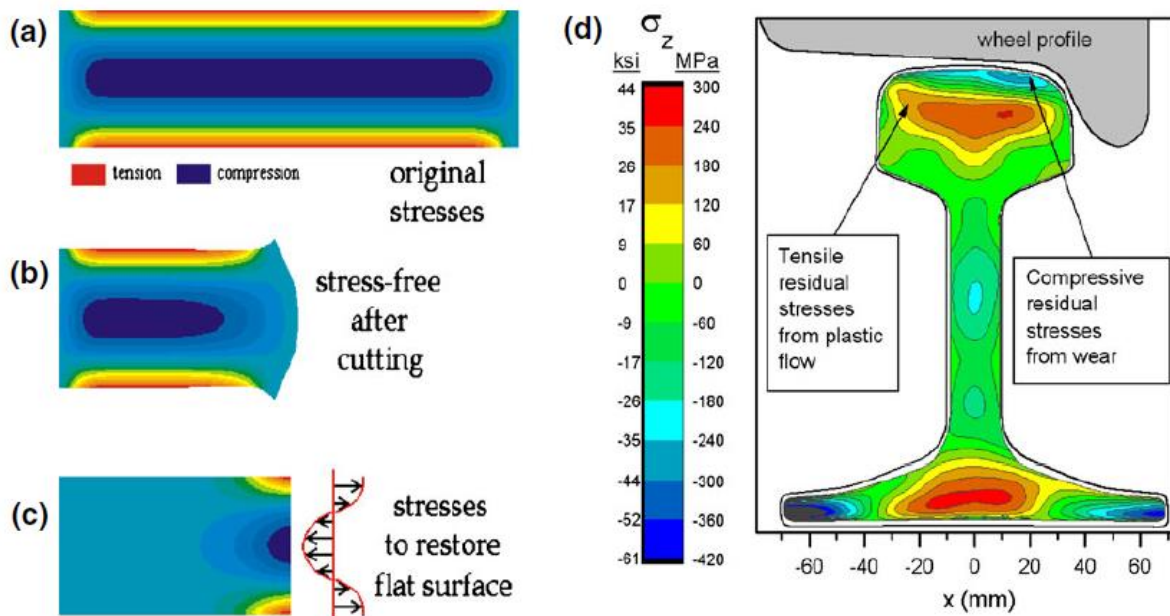 (a)
tension
compression
original
stresses
(b)
stress-free
after
cutting
(c)
stresses
to restore
flat surface
(d)
σz
ksi MPa
44 300
35 240
26 180
17 120
9 60
0 0
-9 -60
-17 -120
-26 -180
-35 -240
-44 -300
-52 -360
-61 -420
wheel profile
Tensile
residual
stresses
from plastic
flow
Compressive
residual
stresses
from wear
-60 -40 -20 0 20 40 60
x (mm)